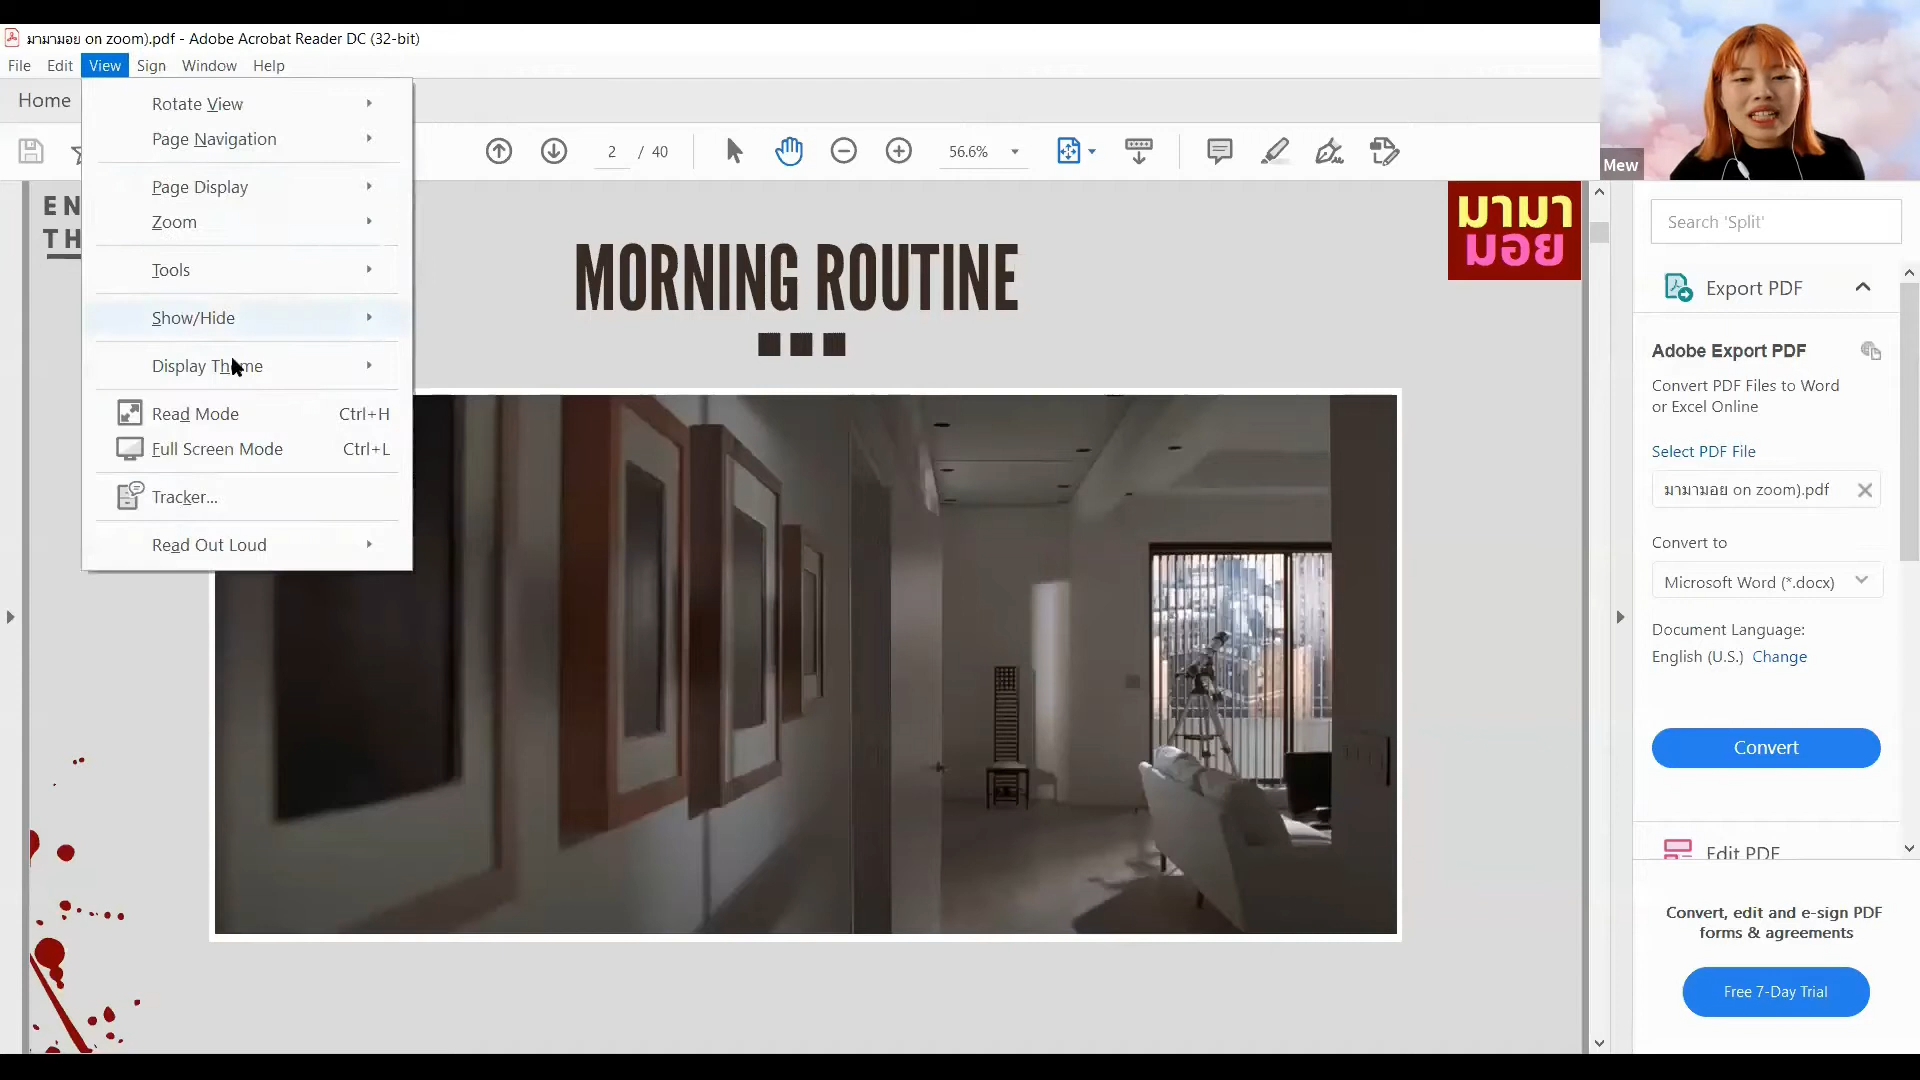 มามามอย on zoom).pdf - Adobe Acrobat Reader DC (32-bit)
File Edit View Sign Window Help
Home
Rotate View
Page Navigation
Page Display
Zoom
Tools
Show/Hide
Display Theme
Read Mode Ctrl+H
Full Screen Mode Ctrl+L
Tracker...
Read Out Loud
2 / 40
56.6%
EN
TH
MORNING ROUTINE
มามา
มอย
Mew
Search 'Split'
Export PDF
Adobe Export PDF
Convert PDF Files to Word
or Excel Online
Select PDF File
มามามอย on zoom).pdf
Convert to
Microsoft Word (*.docx)
Document Language:
English (U.S.) Change
Convert
Edit PDF
Convert, edit and e-sign PDF
forms & agreements
Free 7-Day Trial